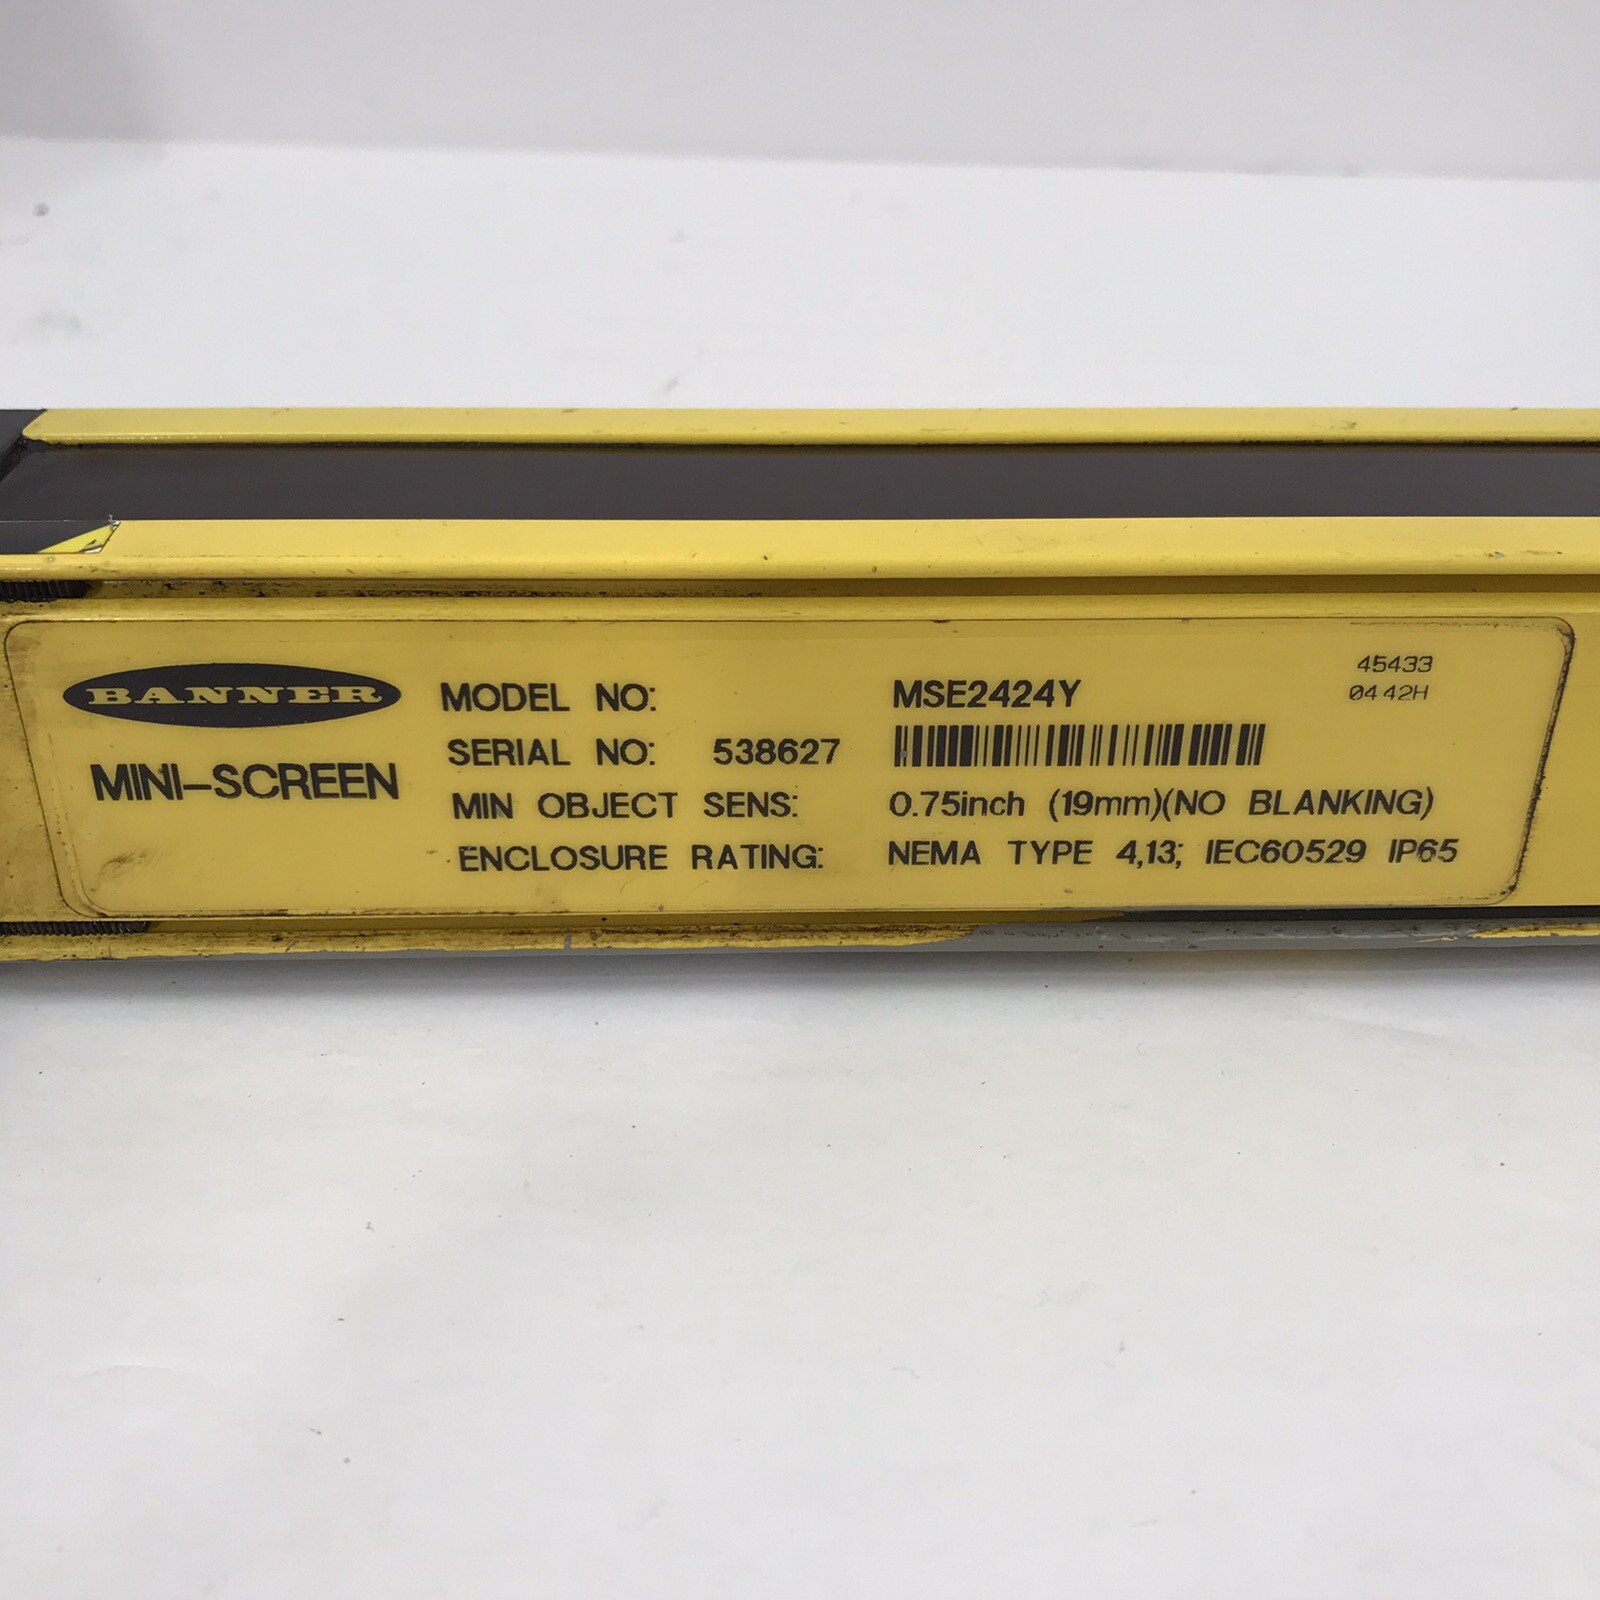 BANNER
MINI-SCREEN
MODEL NO: MSE2424Y
SERIAL NO: 538627
MIN OBJECT SENS: 0.75inch (19mm)(NO BLANKING)
ENCLOSURE RATING: NEMA TYPE 4,13; IEC60529 IP65
45433
0442H